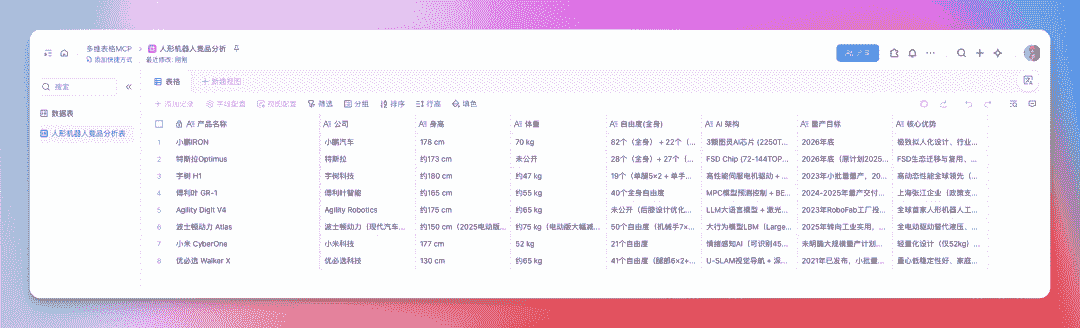 多维表格MCP > 人形机器人竞品分析
添加快捷方式 最近修改: 刚刚
搜索
数据表
人形机器人竞品分析表
表格 + 新建视图
+ 添加记录 字段配置 视图配置 筛选 分组 排序 行高 填色
产品名称 公司 身高 体重 自由度(全身) AI 架构 量产目标 核心优势
1 小鹏IRON 小鹏汽车 178 cm 70 kg 82个（全身）+ 22个（... 3颗图灵AI芯片 (2250T... 2026年底 极致拟人化设计、行业...
2 特斯拉Optimus 特斯拉 约173 cm 未公开 28个（全身）+ 27个（... FSD Chip (72-144TOP... 2026年底（原计划2025... FSD生态迁移与复用、...
3 宇树 H1 宇树科技 约180 cm 约47 kg 19个（单腿5×2 + 单手... 高性能伺服电机驱动 + ... 2023年小批量量产，20... 高动态性能全球领先（...
4 傅利叶 GR-1 傅利叶智能 约165 cm 约55 kg 40个全身自由度 MPC模型预测控制 + BE... 2024-2025年量产交付... 上海张江企业（政策支...
5 Agility Digit V4 Agility Robotics 约175 cm 约65 kg 未公开（后膝设计优化... LLM大语言模型 + 激光... 2023年RoboFab工厂投... 全球首家人形机器人工...
6 波士顿动力 Atlas 波士顿动力（现代汽车... 约150 cm（2025电动版... 约75 kg（电动版大幅减... 50个自由度（机械手7×... 大行为模型LBM（Large... 2025年转向工业实用，... 全电动驱动替代液压、...
7 小米 CyberOne 小米科技 177 cm 52 kg 21个自由度 情绪感知AI（可识别45... 未明确大规模量产计划... 轻量化设计（仅52kg）...
8 优必选 Walker X 优必选科技 130 cm 约65 kg 41个自由度（腿部6×2+... U-SLAM视觉导航 + 深... 2021年已发布，小批量... 重心低稳定性好、家庭...